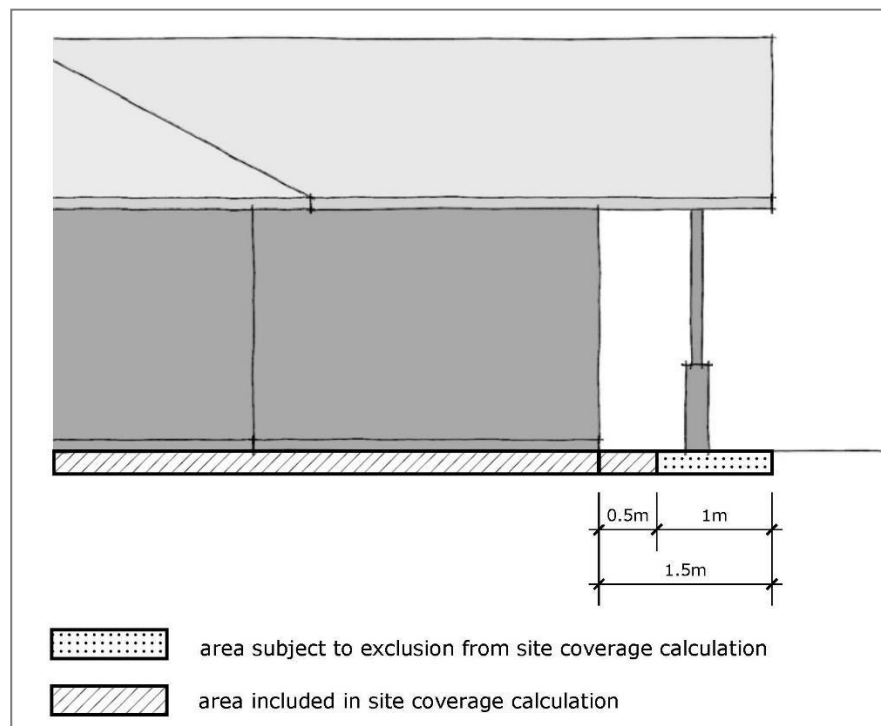 0.5m 1m
1.5m
area subject to exclusion from site coverage calculation
area included in site coverage calculation